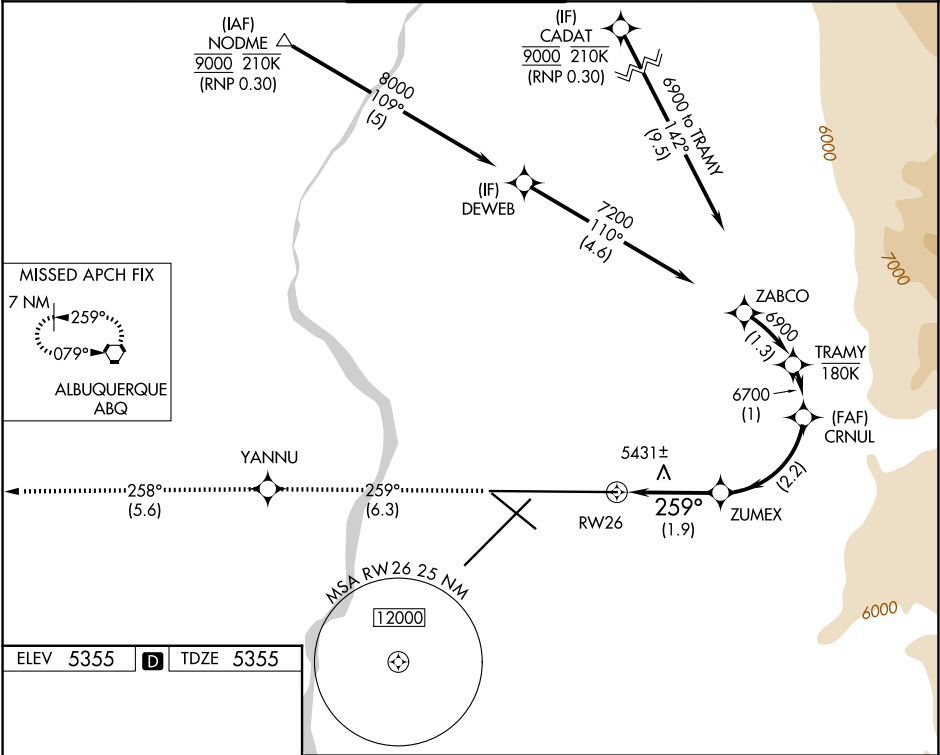 (IAF)
NODME
9000 210K
(RNP 0.30)
(IF)
CADAT
9000 210K
(RNP 0.30)
8000
109°
(5)
6900 to TRAMY
142°
(9.5)
6000
(IF)
DEWEB
7200
110°
(4.6)
7000
MISSED APCH FIX
7 NM
259°
079°
ALBUQUERQUE
ABQ
ZABCO
6900
(1.3)
TRAMY
180K
6700
(1)
(FAF)
CRNUL
(2.2)
5431±
YANNU
258°
(5.6)
259°
(6.3)
RW26
259°
(1.9)
ZUMEX
MSA RW26 25 NM
12000
6000
ELEV 5355 D TDZE 5355